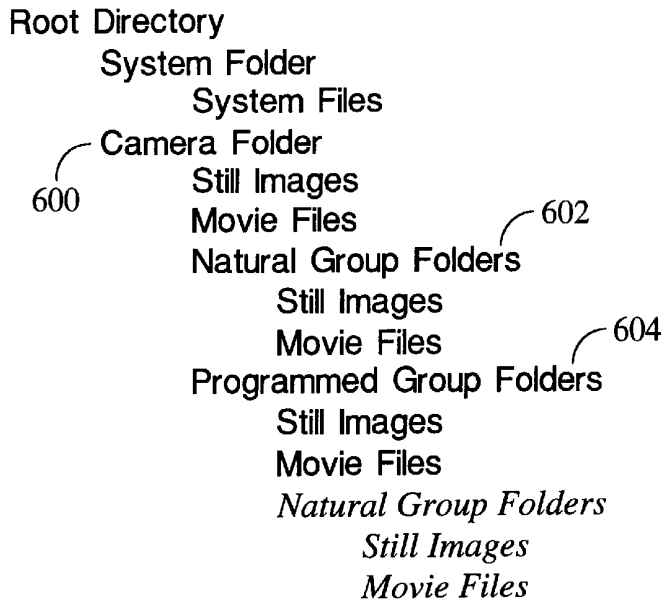 Root Directory
System Folder
System Files
Camera Folder
600
Still Images
Movie Files
602
Natural Group Folders
Still Images
Movie Files
604
Programmed Group Folders
Still Images
Movie Files
Natural Group Folders
Still Images
Movie Files